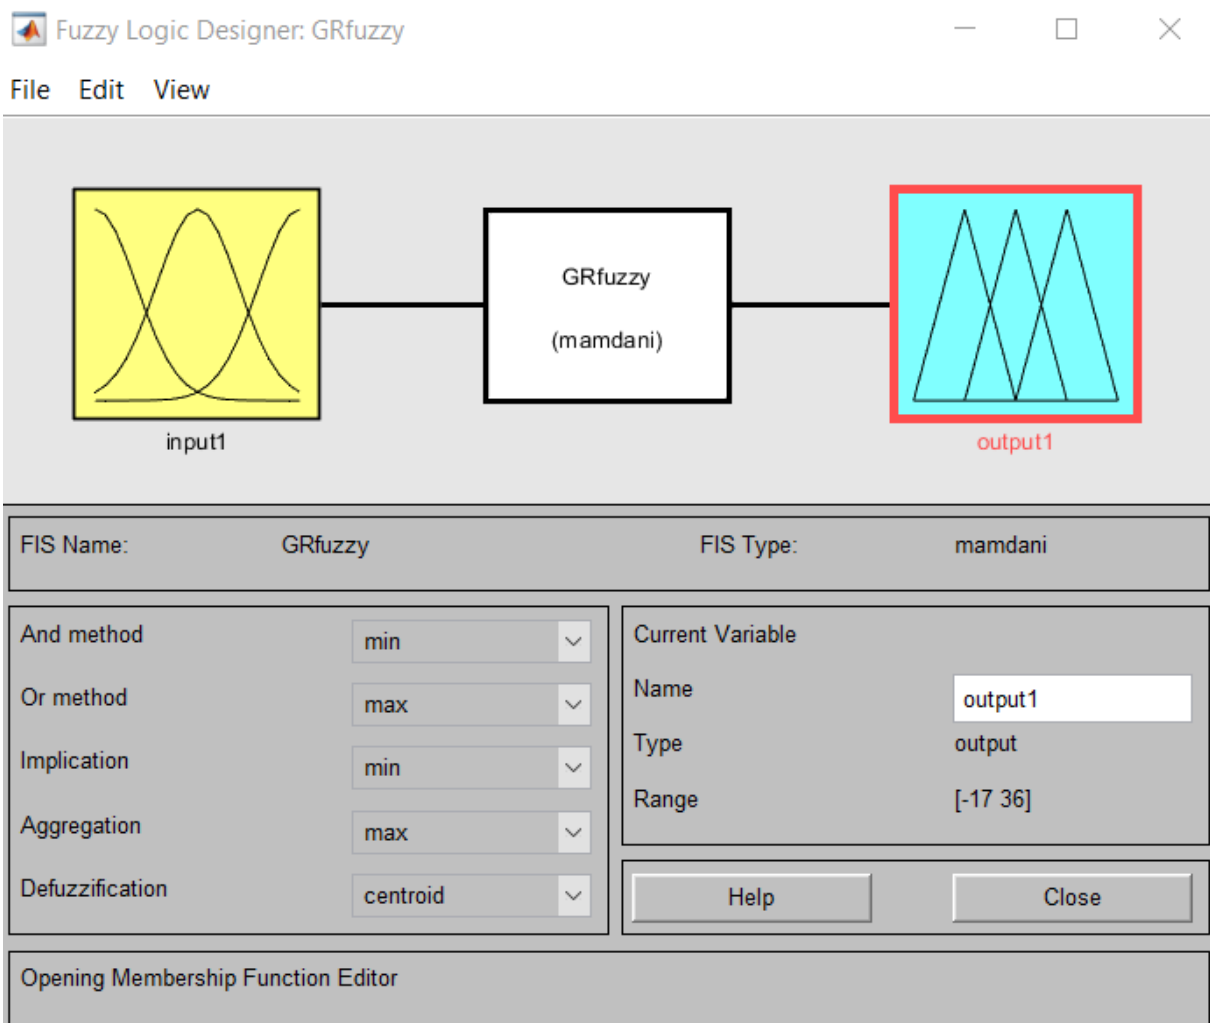 Fuzzy Logic Designer: GRfuzzy
File Edit View
GRfuzzy
(mamdani)
input1
output1
FIS Name: GRfuzzy FIS Type: mamdani
And method min
Or method max
Implication min
Aggregation max
Defuzzification centroid
Current Variable
Name output1
Type output
Range [-17 36]
Help Close
Opening Membership Function Editor